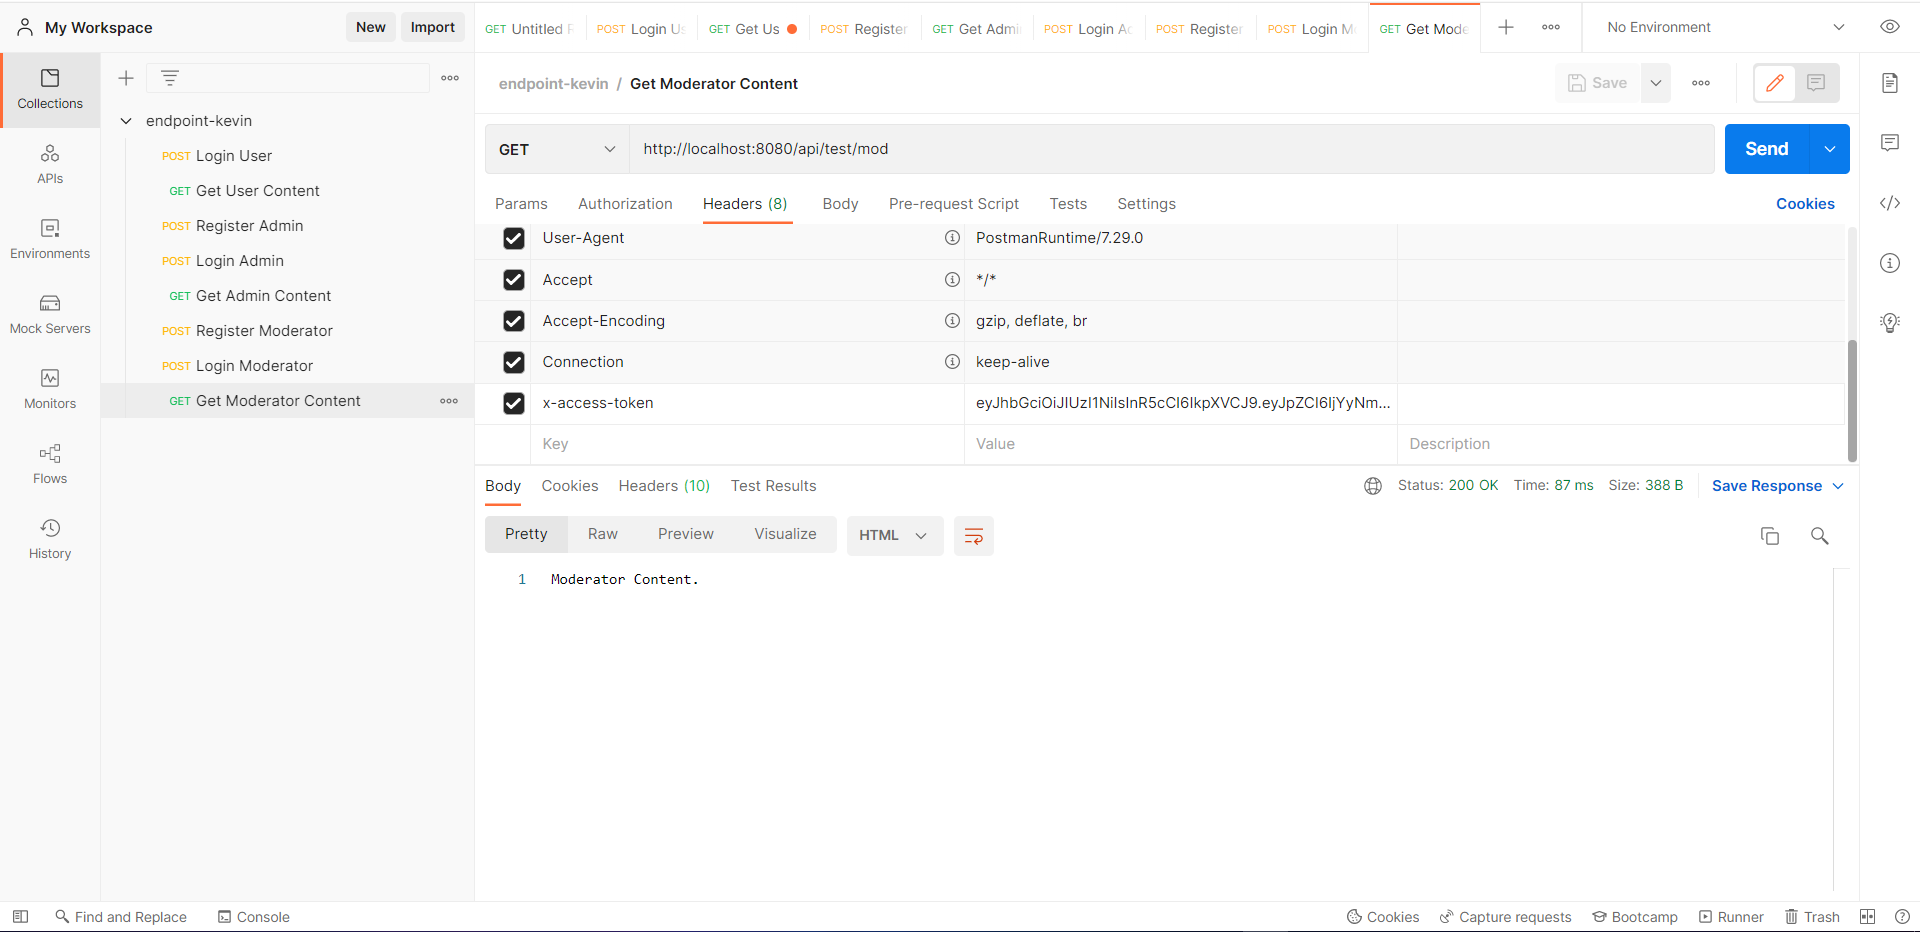 My Workspace
New
Import
GET Untitled R
POST Login Us
GET Get Us
POST Register
GET Get Admi
POST Login Ad
POST Register
POST Login Mo
GET Get Mode
No Environment
Collections
APIs
Environments
Mock Servers
Monitors
Flows
History
endpoint-kevin
POST Login User
GET Get User Content
POST Register Admin
POST Login Admin
GET Get Admin Content
POST Register Moderator
POST Login Moderator
GET Get Moderator Content
endpoint-kevin / Get Moderator Content
Save
GET
http://localhost:8080/api/test/mod
Send
Params Authorization Headers (8) Body Pre-request Script Tests Settings
Cookies
User-Agent PostmanRuntime/7.29.0
Accept */*
Accept-Encoding gzip, deflate, br
Connection keep-alive
x-access-token eyJhbGciOiJIUzI1NiIsInR5cCI6IkpXVCJ9.eyJpZCI6IjYyNm...
Key Value Description
Body Cookies Headers (10) Test Results
Status: 200 OK Time: 87 ms Size: 388 B
Save Response
Pretty Raw Preview Visualize HTML
1 Moderator Content.
Find and Replace
Console
Cookies
Capture requests
Bootcamp
Runner
Trash